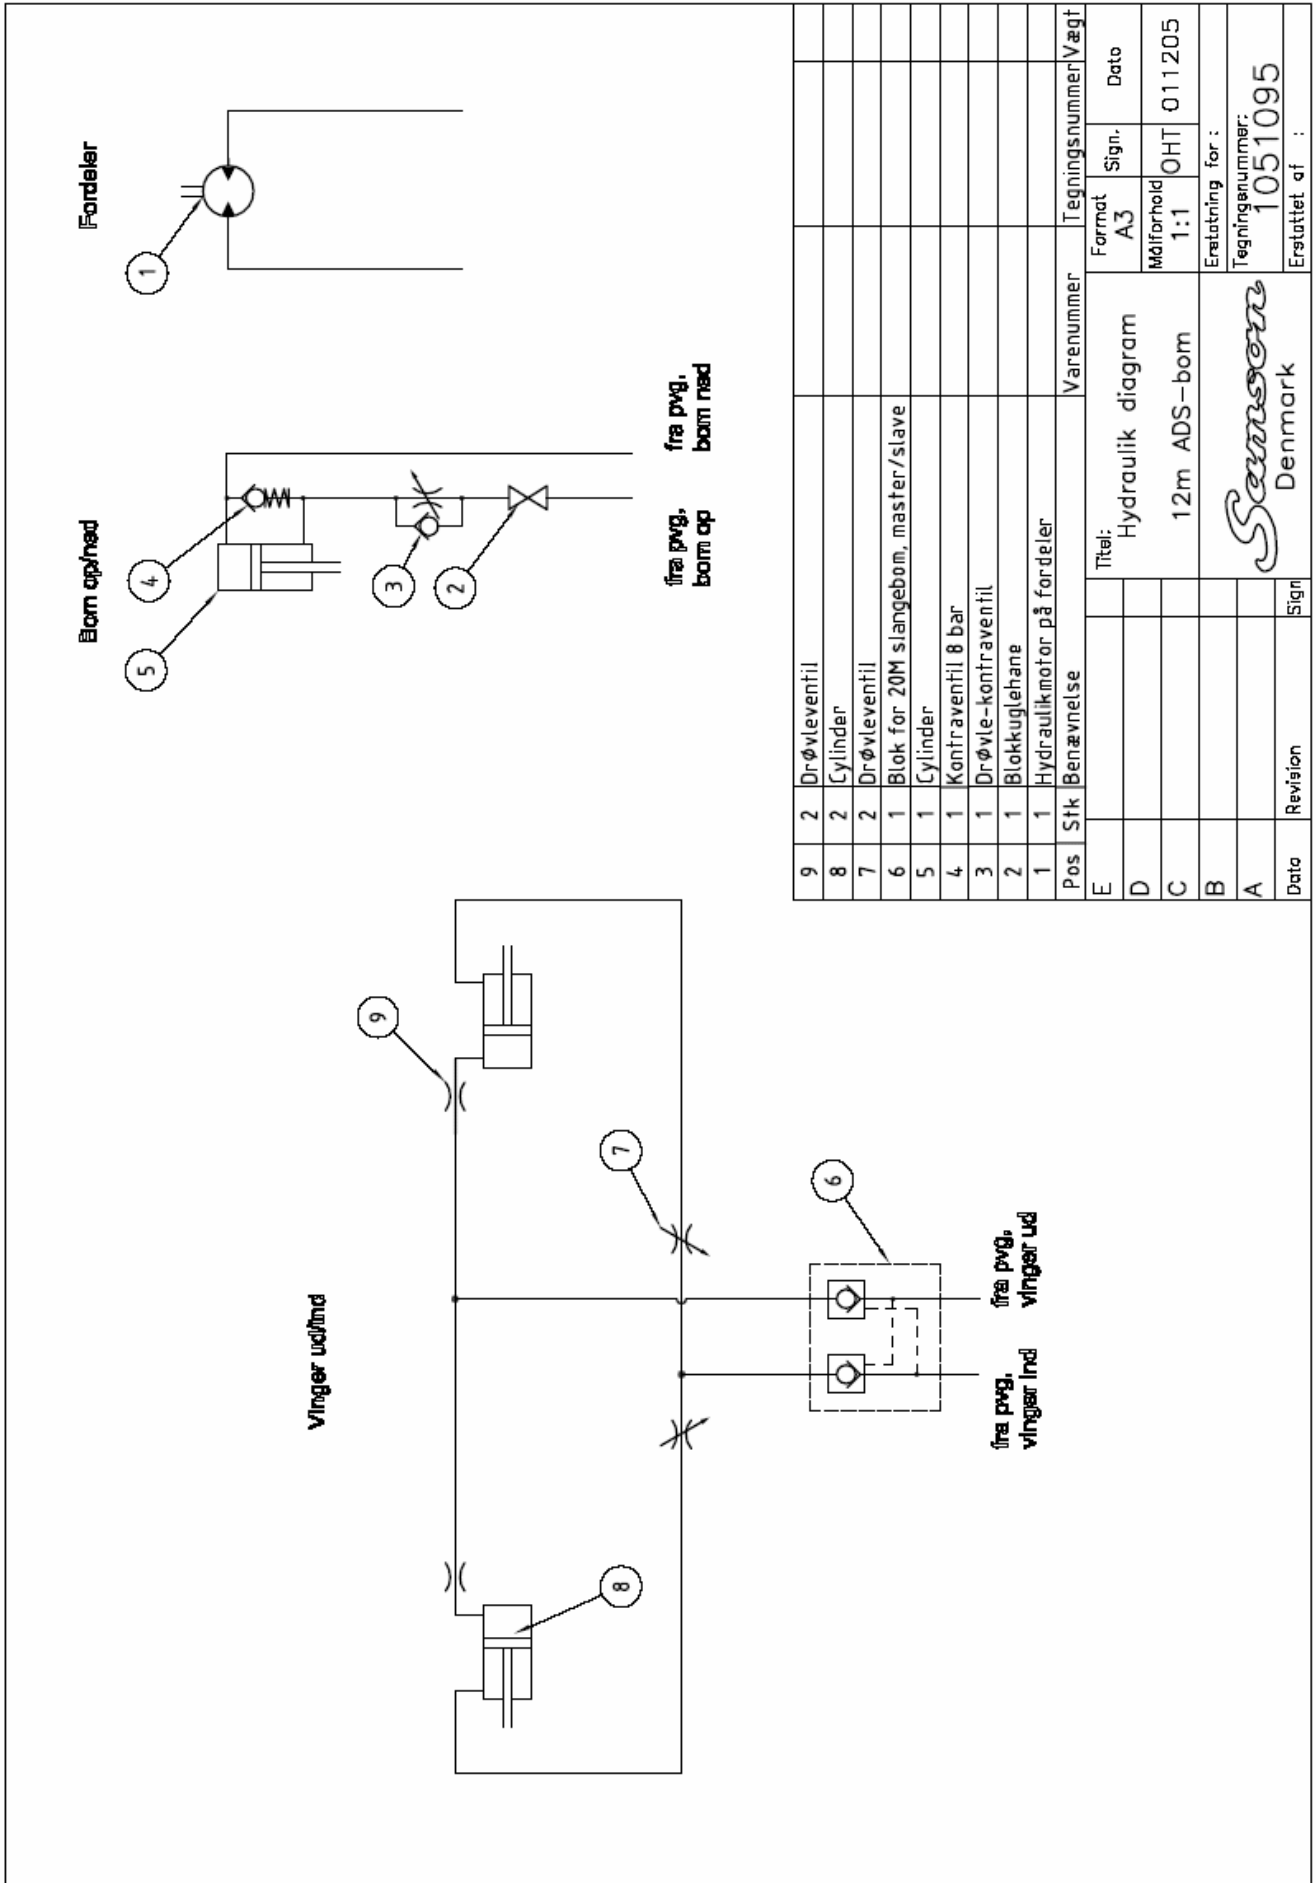 Vinger ud/ind
Bom op/ned
Fordeler
9
7
8
6
5
4
3
2
1
fra pvg,
vinger ind
fra pvg,
vinger ud
fra pvg,
bom op
fra pvg,
bom ned
9 2 Drøvleventil
8 2 Cylinder
7 2 Drøvleventil
6 1 Blok for 20M slangebom, master/slave
5 1 Cylinder
4 1 Kontraventil 8 bar
3 1 Drøvle-kontraventil
2 1 Blokkuglehane
1 1 Hydraulikmotor på fordeler
Pos Stk Benævnelse Varenummer Tegningsnummer Vægt
E
D
C
B
A
Dato Revision Sign
Titel:
Hydraulik diagram
12m ADS-bom
Samson
Denmark
Format Sign. Dato
A3
Målforhold
1:1 OHT 011205
Erstatning for :
Tegningsnummer:
1051095
Erstattet af :